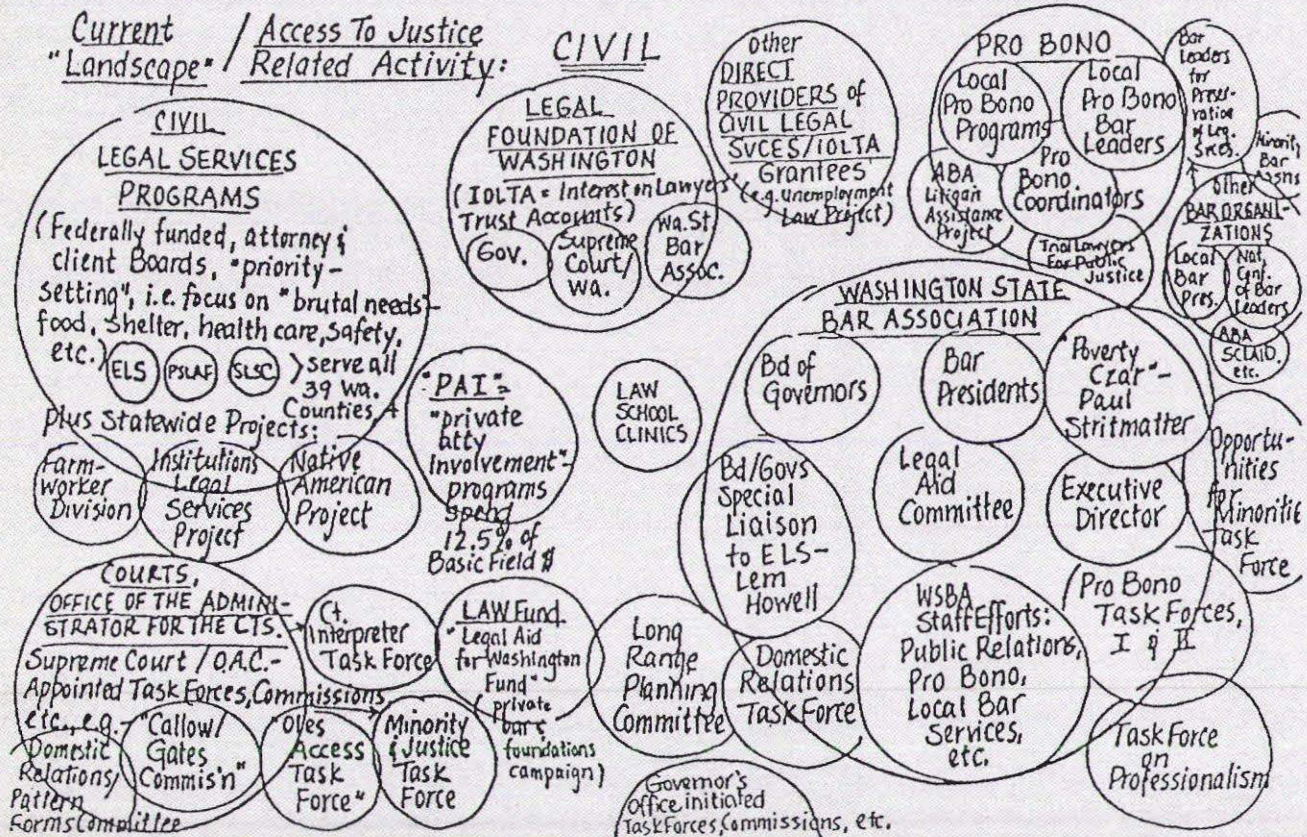 Current
"Landscape" / Access To Justice
Related Activity:
CIVIL
CIVIL
LEGAL SERVICES
PROGRAMS
(Federally funded, attorney &
client Boards, "priority-
setting", i.e. focus on "brutal needs"-
food, shelter, health care, safety,
etc.)
ELS
PSLAF
SLSC
} serve all
39 Wa.
Counties,
plus Statewide Projects:
Farm-
worker
Division
Institutions
Legal
Services
Project
Native
American
Project
LEGAL
FOUNDATION OF
WASHINGTON
(IOLTA = Interest on Lawyers'
Trust Accounts)
Gov.
Supreme
Court/
Wa.
Wa. St.
Bar
Assoc.
Other
DIRECT
PROVIDERS of
CIVIL LEGAL
SVCES/IOLTA
Grantees
(e.g. Unemployment
Law Project)
PRO BONO
Local
Pro Bono
Programs
Local
Pro Bono
Bar
Leaders
ABA
Litigan
Assistance
Project
Pro
Bono
Coordinators
Trial Lawyers
For Public
Justice
Bar
Leaders
for
Preser-
vation
of Leg.
Svces.
Minority
Bar
Assns
Other
BAR ORGANI-
ZATIONS
Local
Bar
Pres.
Nat.
Conf.
of Bar
Leaders
ABA
SCLAID.
etc.
"PAI"=
"private
atty
Involvement"-
programs
spend
12.5% of
Basic Field $
LAW
SCHOOL
CLINICS
WASHINGTON STATE
BAR ASSOCIATION
Bd of
Governors
Bar
Presidents
"Poverty
Czar"-
Paul
Stritmatter
Bd/Govs
Special
Liaison
to ELS-
Lem
Howell
Legal
Aid
Committee
Executive
Director
Opportu-
nities
for
Minoritie
Task
Force
WSBA
Staff Efforts:
Public Relations,
Pro Bono,
Local Bar
Services,
etc.
Pro Bono
Task Forces,
I & II
Task Force
on
Professionalism
COURTS,
OFFICE OF THE ADMINI-
STRATOR FOR THE CTS.
Supreme Court / O.A.C.-
Appointed Task Forces, Commissions,
etc., e.g.-
Domestic
Relations/
Pattern
Forms Committee
"Callow/
Gates
Commis'n"
"Oles
Access
Task
Force"
Minority
& Justice
Task
Force
Ct.
Interpreter
Task Force
LAW Fund
"Legal Aid
for Washington
Fund"
(private
bar &
foundations
campaign)
Long
Range
Planning
Committee
Domestic
Relations
Task Force
Governor's
Office initiated
Task Forces, Commissions, etc.